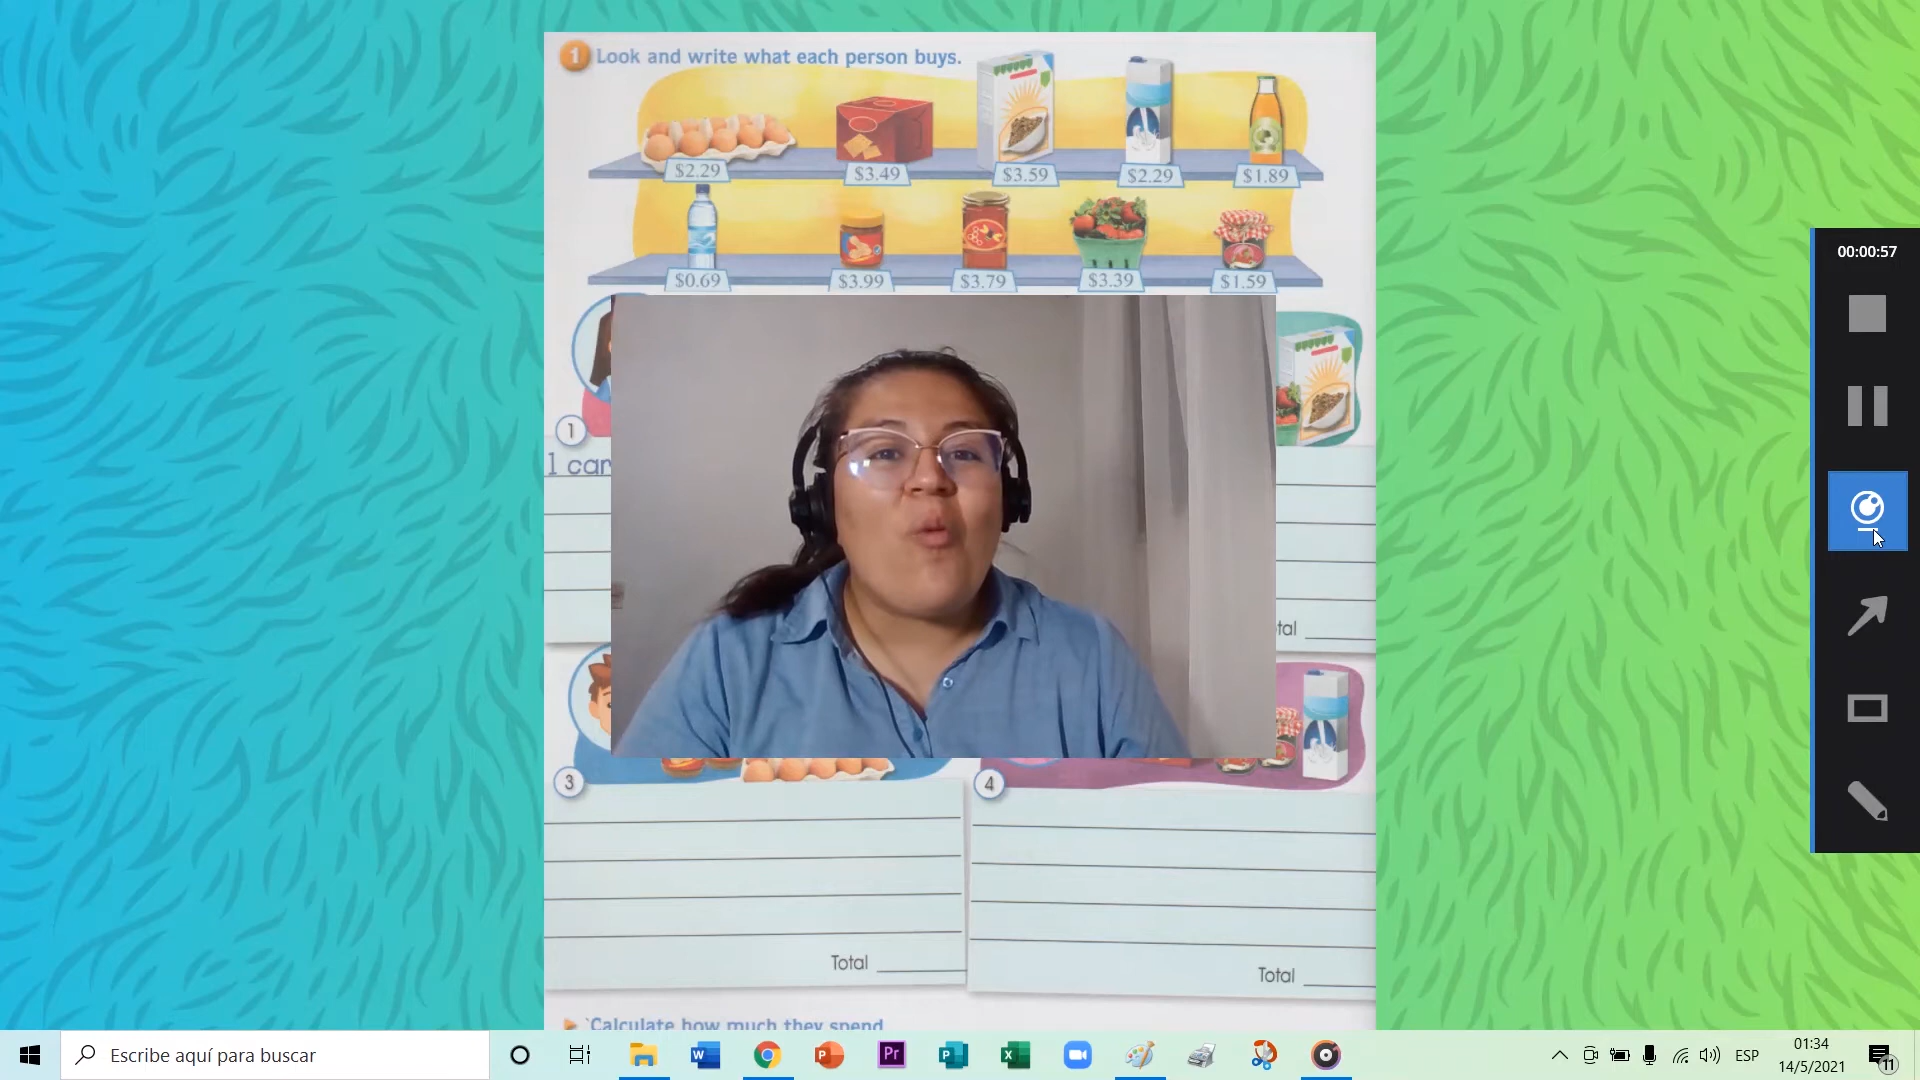 1 Look and write what each person buys.
$2.29 $3.49 $3.59 $2.29 $1.89
$0.69 $3.99 $3.79 $3.39 $1.59
00:00:57
1
1 car
tal
3
4
Total
Total
Calculate how much they spend
Escribe aquí para buscar
W
P
Pr
P
X
ESP
01:34
14/5/2021
11